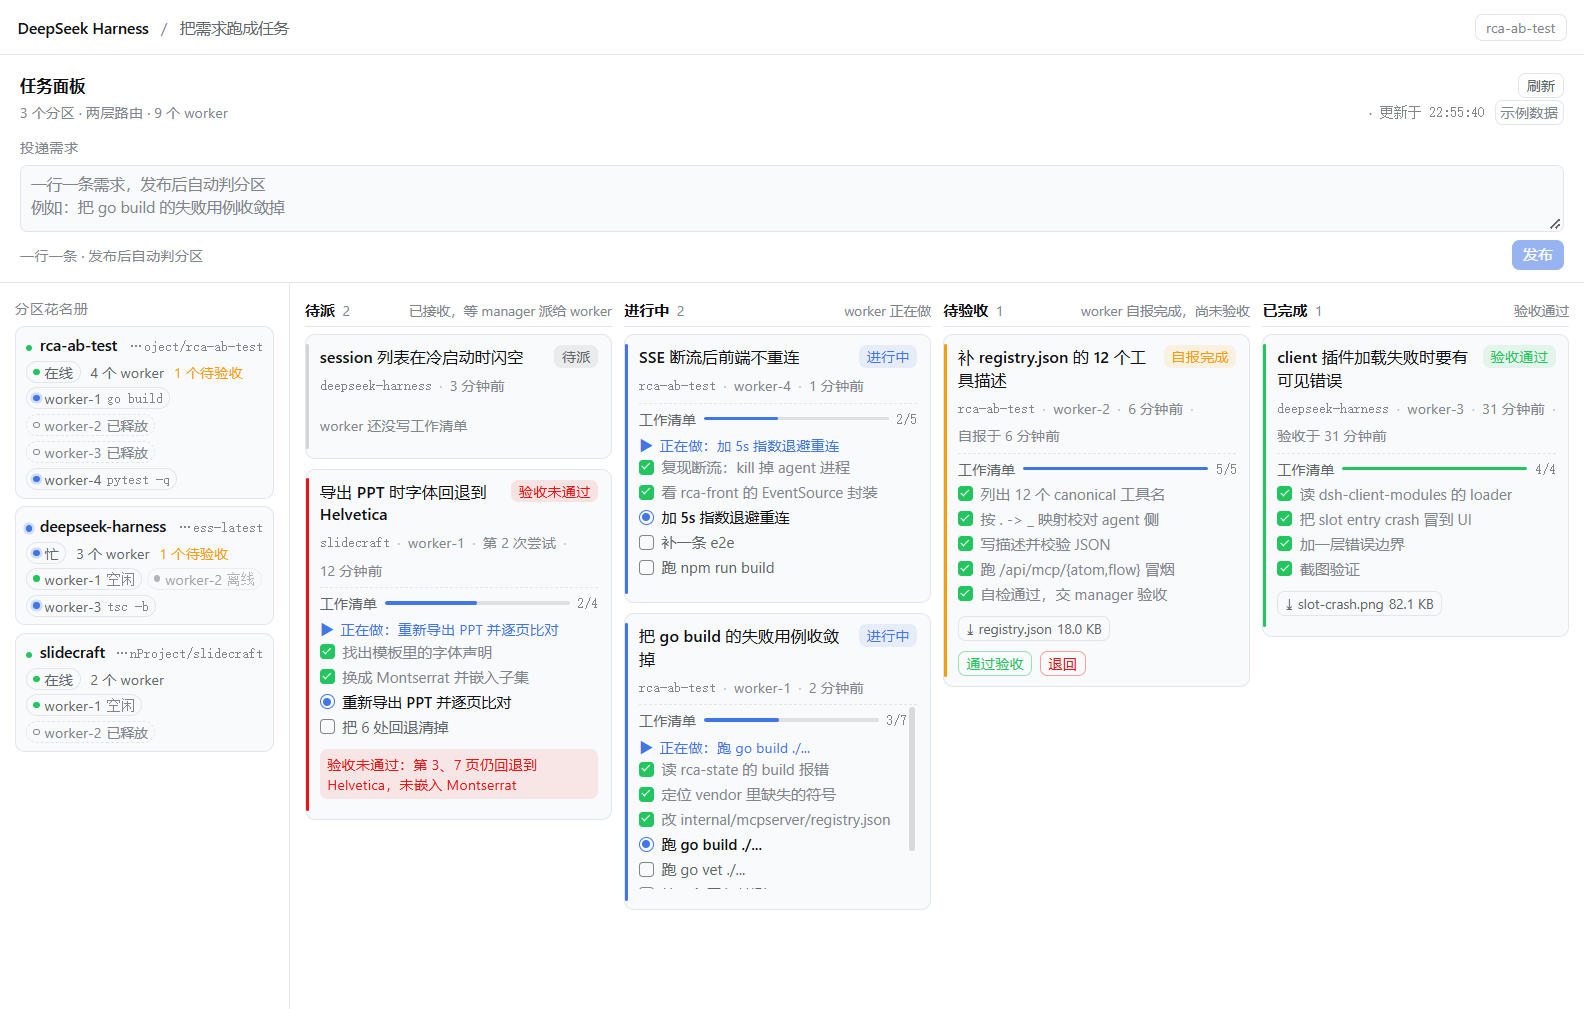 DeepSeek Harness / 把需求跑成任务
rca-ab-test
任务面板
刷新
3 个分区 · 两层路由 · 9 个 worker
· 更新于 22:55:40 示例数据
投递需求
一行一条需求，发布后自动判分区
例如：把 go build 的失败用例收敛掉
一行一条 · 发布后自动判分区
发布
分区花名册
rca-ab-test …oject/rca-ab-test
在线 4 个 worker 1 个待验收
worker-1 go build
worker-2 已释放
worker-3 已释放
worker-4 pytest -q
deepseek-harness …ess-latest
忙 3 个 worker 1 个待验收
worker-1 空闲 worker-2 离线
worker-3 tsc -b
slidecraft …nProject/slidecraft
在线 2 个 worker
worker-1 空闲
worker-2 已释放
待派 2 已接收，等 manager 派给 worker
session 列表在冷启动时闪空 待派
deepseek-harness · 3 分钟前
worker 还没写工作清单
导出 PPT 时字体回退到 验收未通过
Helvetica
slidecraft · worker-1 · 第 2 次尝试 ·
12 分钟前
工作清单 2/4
▶ 正在做：重新导出 PPT 并逐页比对
找出模板里的字体声明
换成 Montserrat 并嵌入子集
重新导出 PPT 并逐页比对
把 6 处回退清掉
验收未通过：第 3、7 页仍回退到
Helvetica，未嵌入 Montserrat
进行中 2 worker 正在做
SSE 断流后前端不重连 进行中
rca-ab-test · worker-4 · 1 分钟前
工作清单 2/5
▶ 正在做：加 5s 指数退避重连
复现断流：kill 掉 agent 进程
看 rca-front 的 EventSource 封装
加 5s 指数退避重连
补一条 e2e
跑 npm run build
把 go build 的失败用例收敛 进行中
掉
rca-ab-test · worker-1 · 2 分钟前
工作清单 3/7
▶ 正在做：跑 go build ./...
读 rca-state 的 build 报错
定位 vendor 里缺失的符号
改 internal/mcpserver/registry.json
跑 go build ./...
跑 go vet ./...
待验收 1 worker 自报完成，尚未验收
补 registry.json 的 12 个工 自报完成
具描述
rca-ab-test · worker-2 · 6 分钟前 ·
自报于 6 分钟前
工作清单 5/5
列出 12 个 canonical 工具名
按 . -> _ 映射校对 agent 侧
写描述并校验 JSON
跑 /api/mcp/{atom,flow} 冒烟
自检通过，交 manager 验收
↓ registry.json 18.0 KB
通过验收 退回
已完成 1 验收通过
client 插件加载失败时要有 验收通过
可见错误
deepseek-harness · worker-3 · 31 分钟前 ·
验收于 31 分钟前
工作清单 4/4
读 dsh-client-modules 的 loader
把 slot entry crash 冒到 UI
加一层错误边界
截图验证
↓ slot-crash.png 82.1 KB